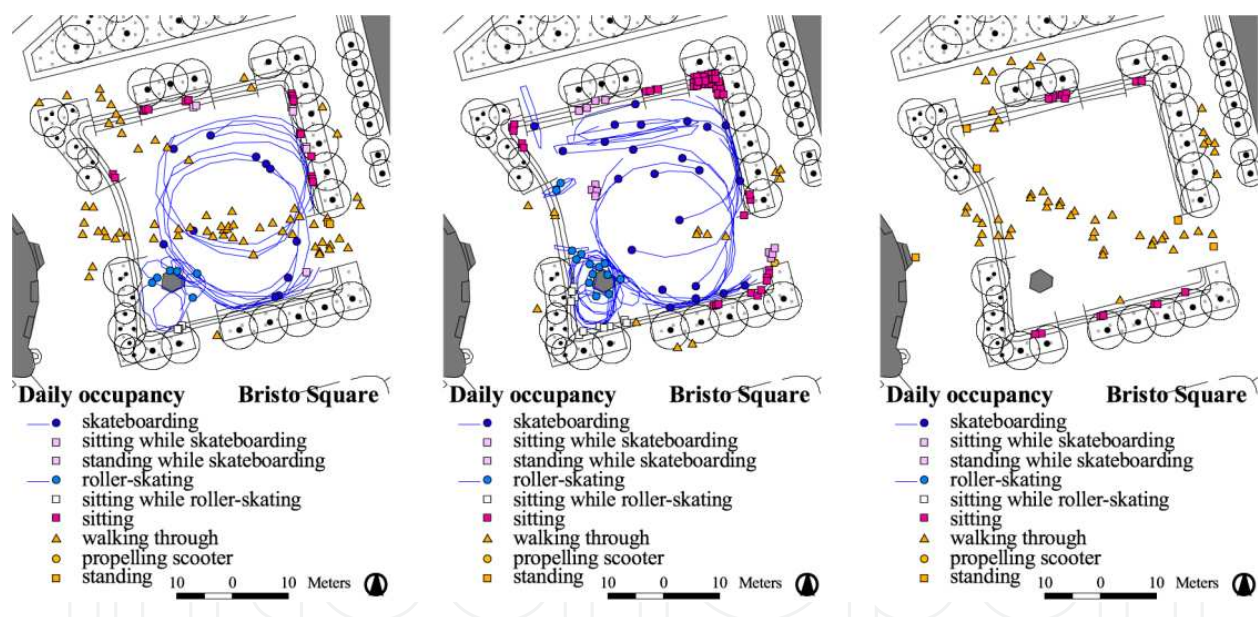 Daily occupancy Bristo Square
skateboarding
sitting while skateboarding
standing while skateboarding
roller-skating
sitting while roller-skating
sitting
walking through
propelling scooter
standing
10 0 10 Meters
Daily occupancy Bristo Square
skateboarding
sitting while skateboarding
standing while skateboarding
roller-skating
sitting while roller-skating
sitting
walking through
propelling scooter
standing
10 0 10 Meters
Daily occupancy Bristo Square
skateboarding
sitting while skateboarding
standing while skateboarding
roller-skating
sitting while roller-skating
sitting
walking through
propelling scooter
standing
10 0 10 Meters